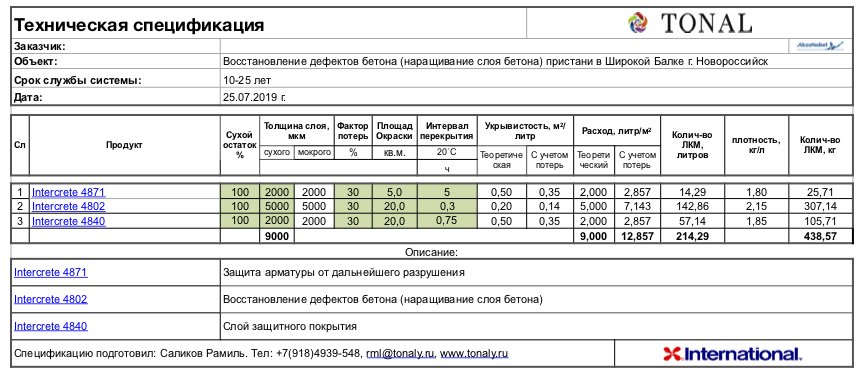 Техническая спецификация
TONAL
Заказчик:
AkzoNobel
Объект: Восстановление дефектов бетона (наращивание слоя бетона) пристани в Широкой Балке г. Новороссийск
Срок службы системы: 10-25 лет
Дата: 25.07.2019 г.
Сл Продукт Сухой остаток % Толщина слоя, мкм Фактор потерь Площад Окраски Интервал перекрытия Укрывистость, м²/литр Расход, литр/м² Колич-во ЛКМ, литров плотность, кг/л Колич-во ЛКМ, кг
сухого мокрого % кв.м. 20˚С Теоретиче ская С учетом потерь Теорети ческий С учетом потерь
ч
1 Intercrete 4871 100 2000 2000 30 5,0 5 0,50 0,35 2,000 2,857 14,29 1,80 25,71
2 Intercrete 4802 100 5000 5000 30 20,0 0,3 0,20 0,14 5,000 7,143 142,86 2,15 307,14
3 Intercrete 4840 100 2000 2000 30 20,0 0,75 0,50 0,35 2,000 2,857 57,14 1,85 105,71
9000 9,000 12,857 214,29 438,57
Описание:
Intercrete 4871 Защита арматуры от дальнейшего разрушения
Intercrete 4802 Восстановление дефектов бетона (наращивание слоя бетона)
Intercrete 4840 Слой защитного покрытия
Спецификацию подготовил: Саликов Рамиль. Тел: +7(918)4939-548, rml@tonaly.ru, www.tonaly.ru
International.